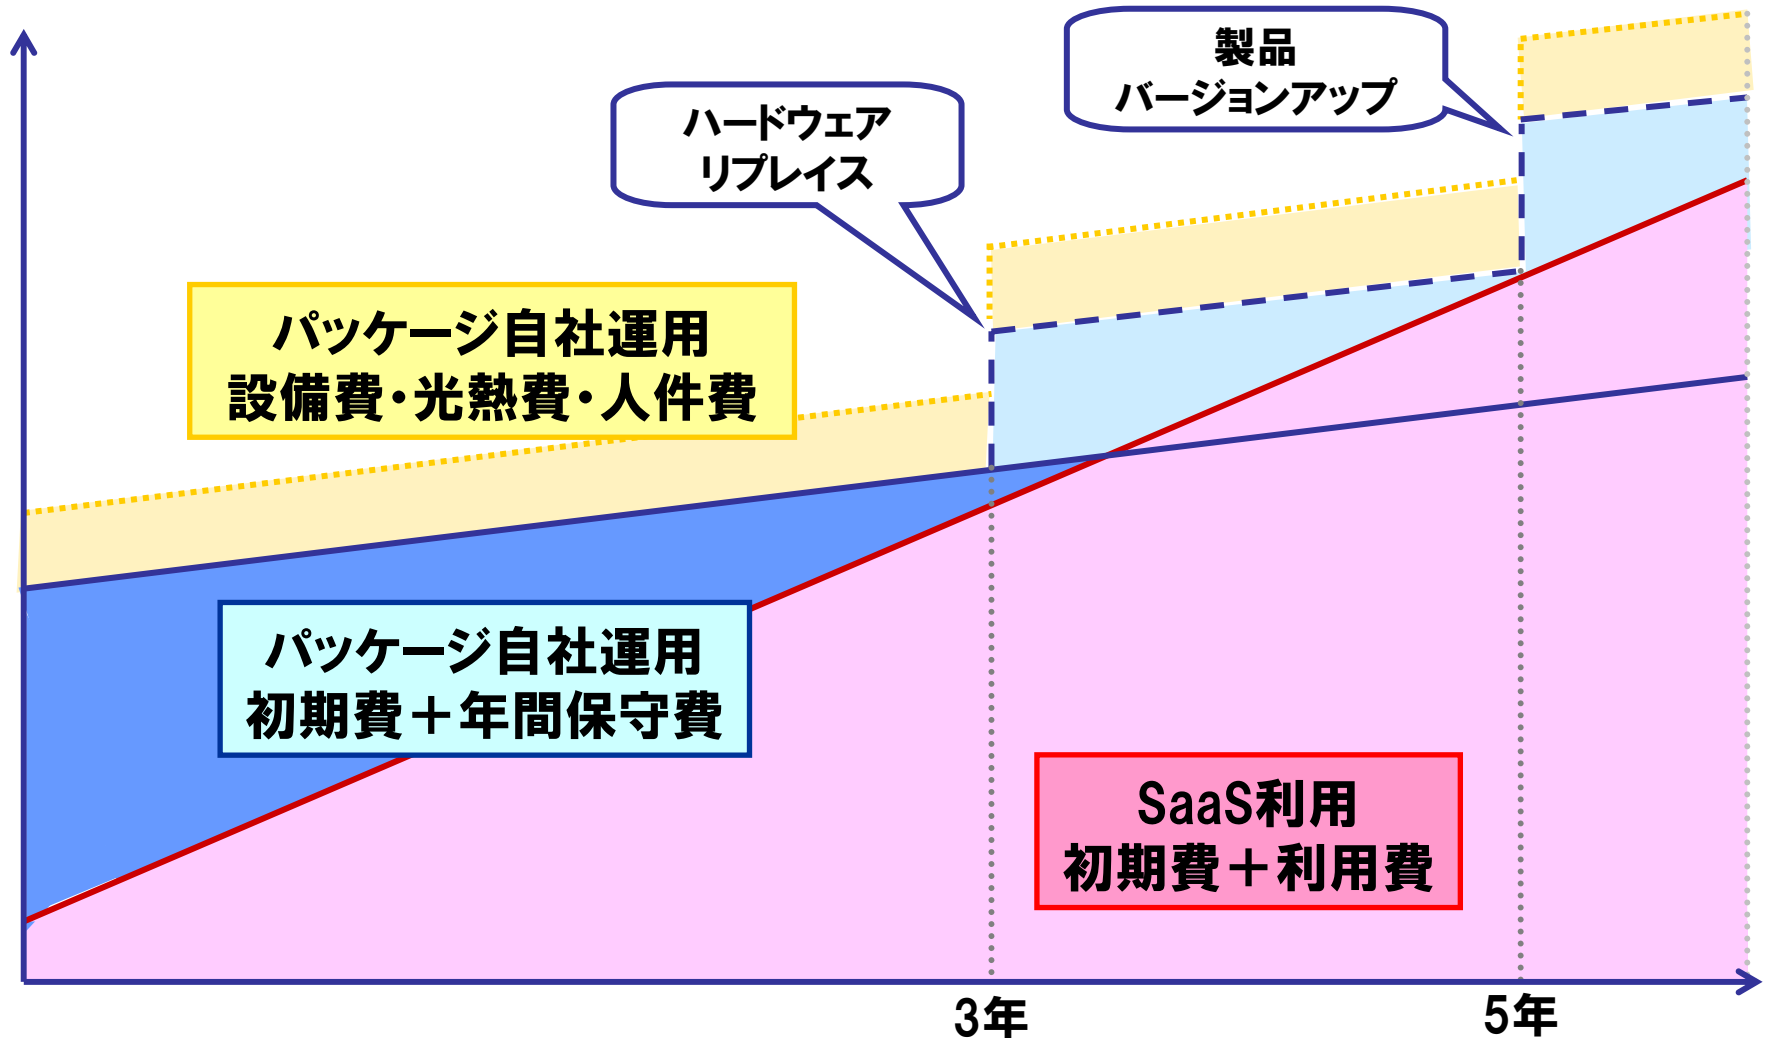 製品
バージョンアップ
ハードウェア
リプレイス
パッケージ自社運用
設備費・光熱費・人件費
パッケージ自社運用
初期費＋年間保守費
SaaS利用
初期費＋利用費
3年
5年